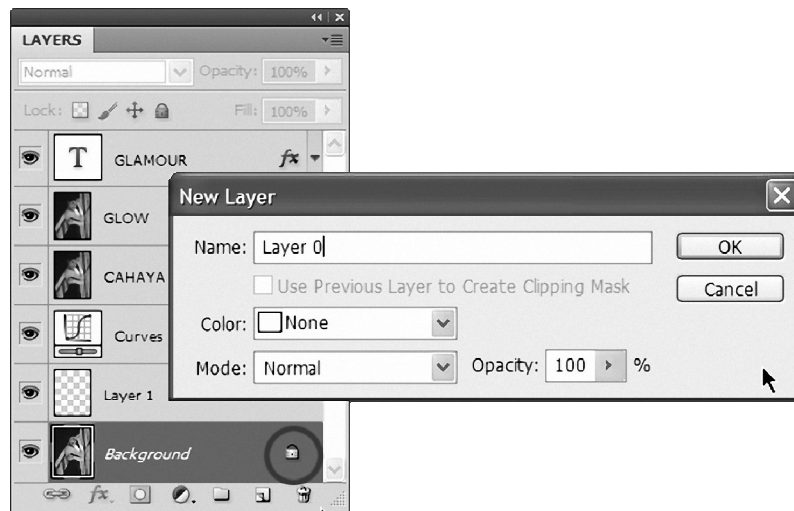 LAYERS
Normal Opacity: 100%
Lock: Fill: 100%
T GLAMOUR fx
GLOW
CAHAYA
Curves
Layer 1
Background
fx.
New Layer
Name: Layer 0
Use Previous Layer to Create Clipping Mask
Color: None
Mode: Normal Opacity: 100 %
OK
Cancel